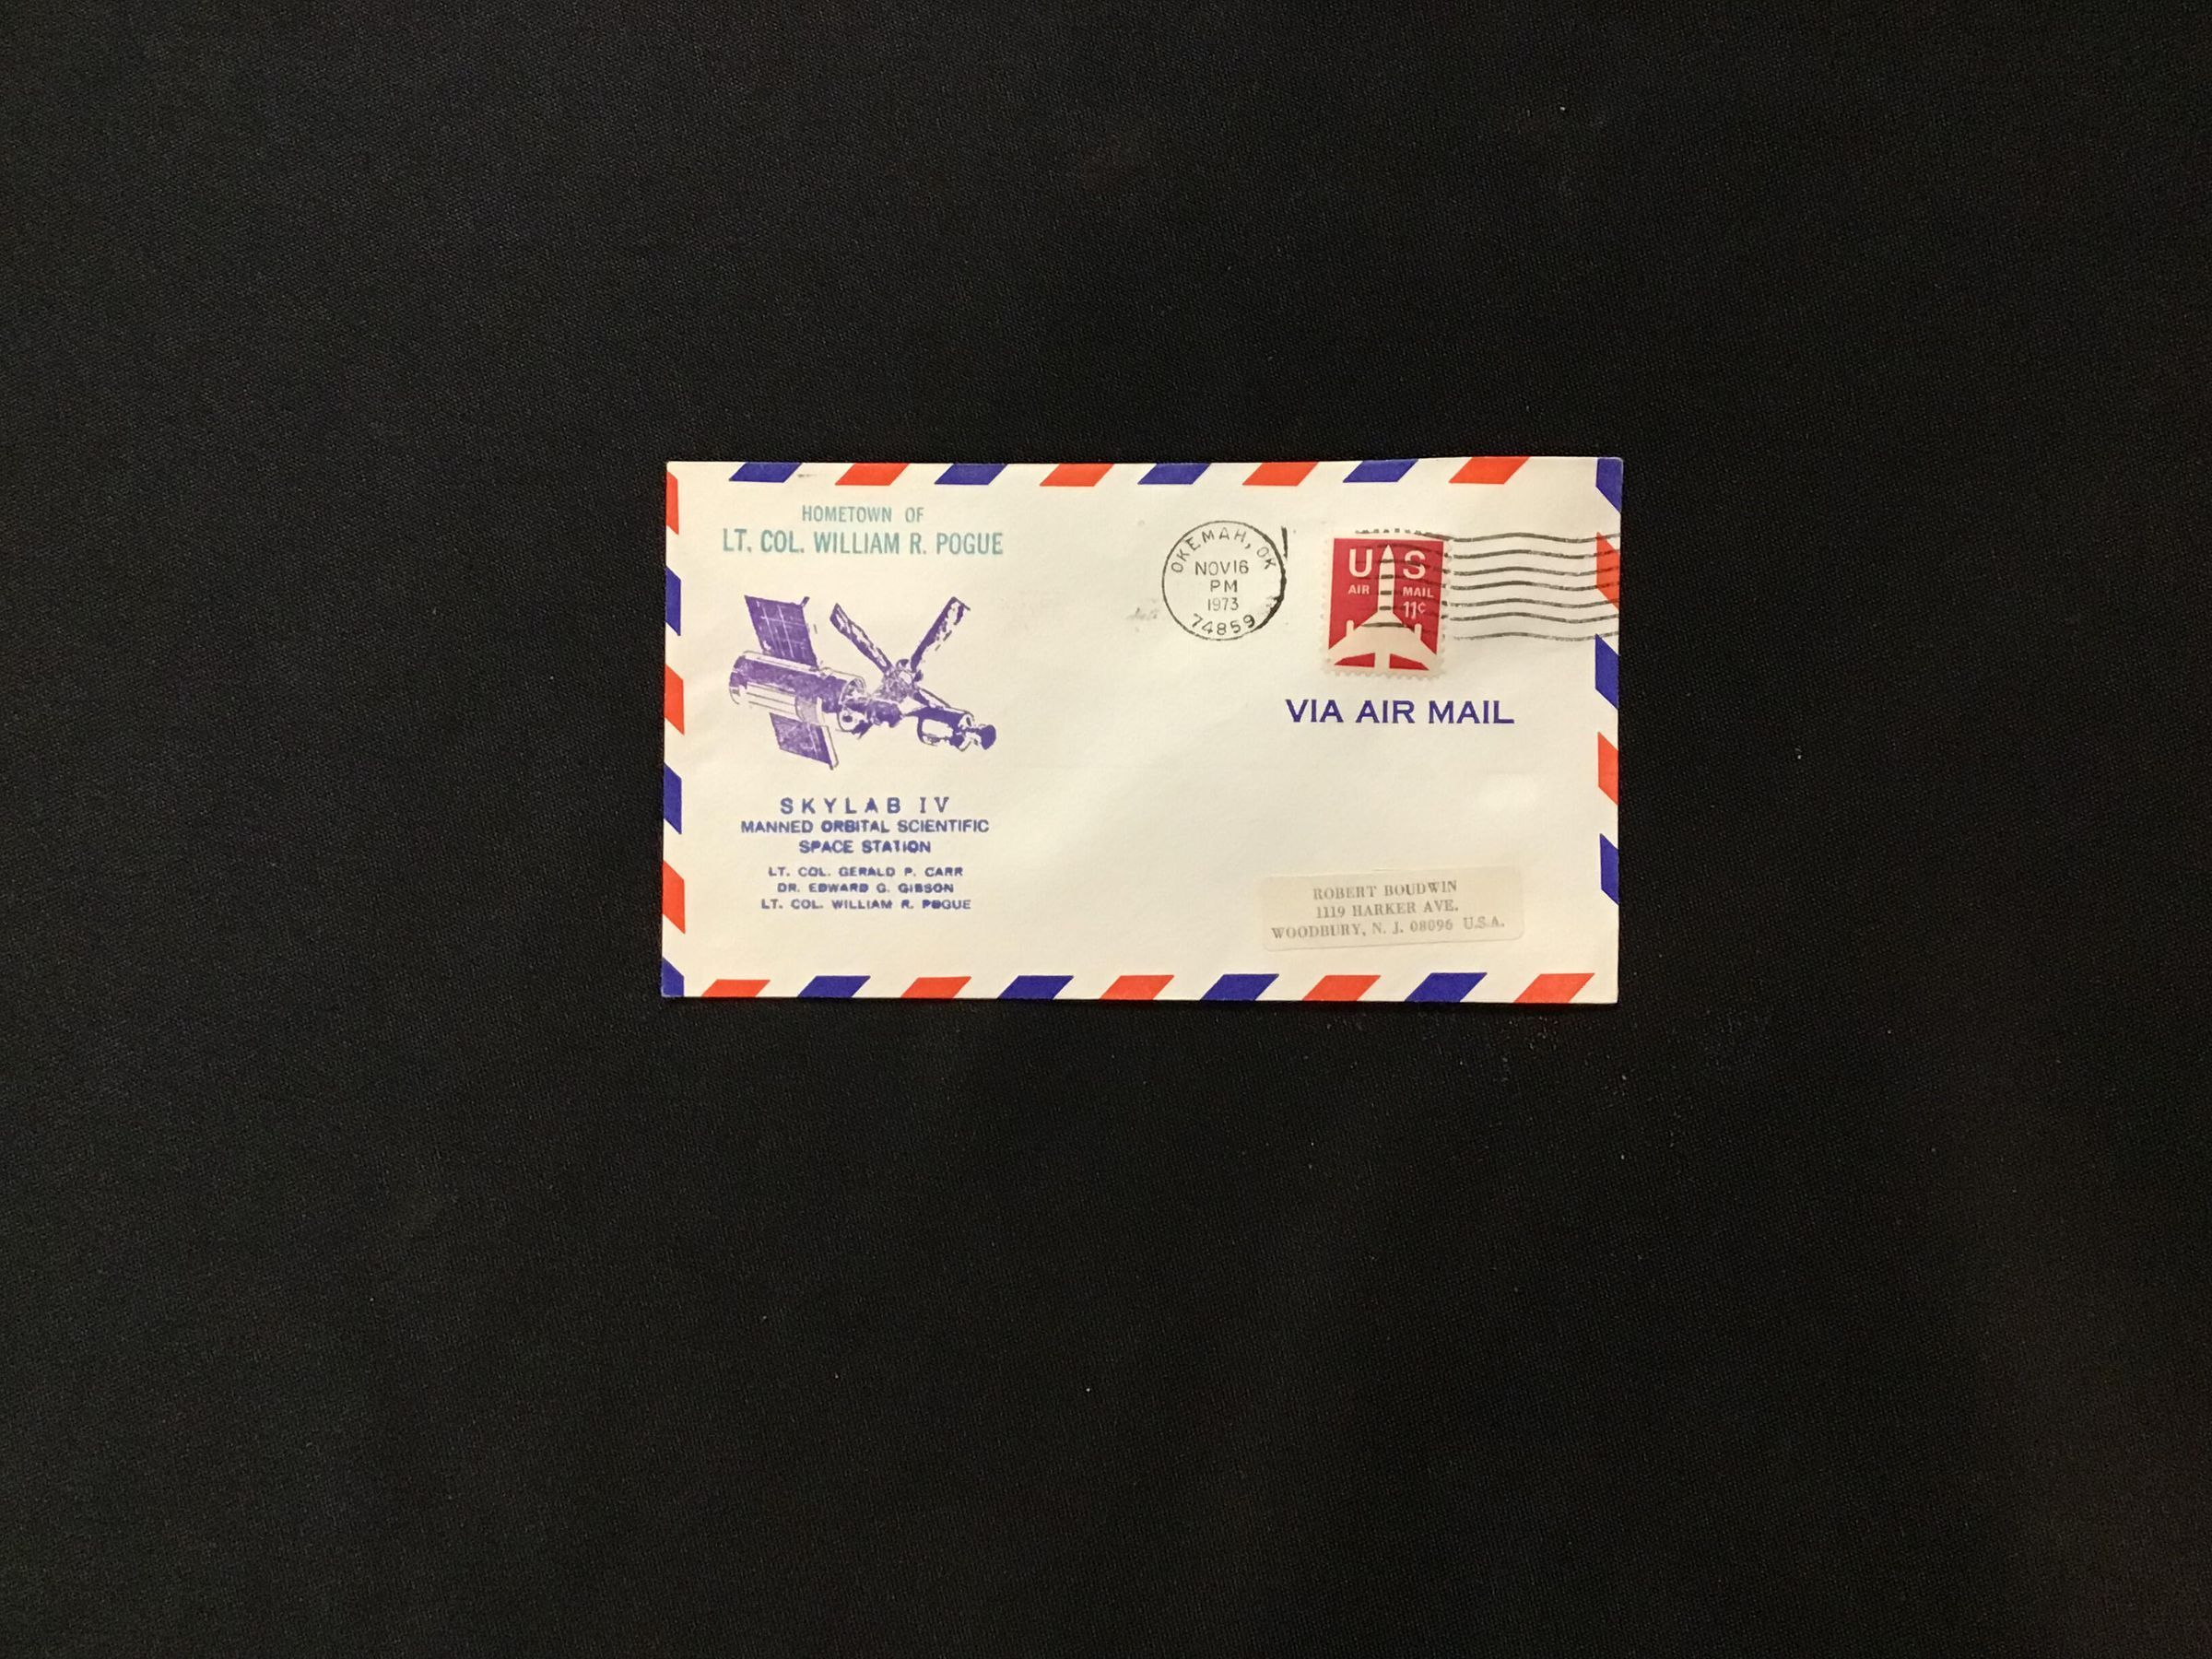 HOMETOWN OF
LT. COL. WILLIAM R. POGUE
OKEMAH, OK
NOV 16
PM
1973
74859
U S
AIR MAIL
11¢
VIA AIR MAIL
SKYLAB IV
MANNED ORBITAL SCIENTIFIC
SPACE STATION
LT. COL. GERALD P. CARR
DR. EDWARD G. GIBSON
LT. COL. WILLIAM R. POGUE
ROBERT BOUDWIN
1119 HARKER AVE.
WOODBURY, N. J. 08096 U.S.A.